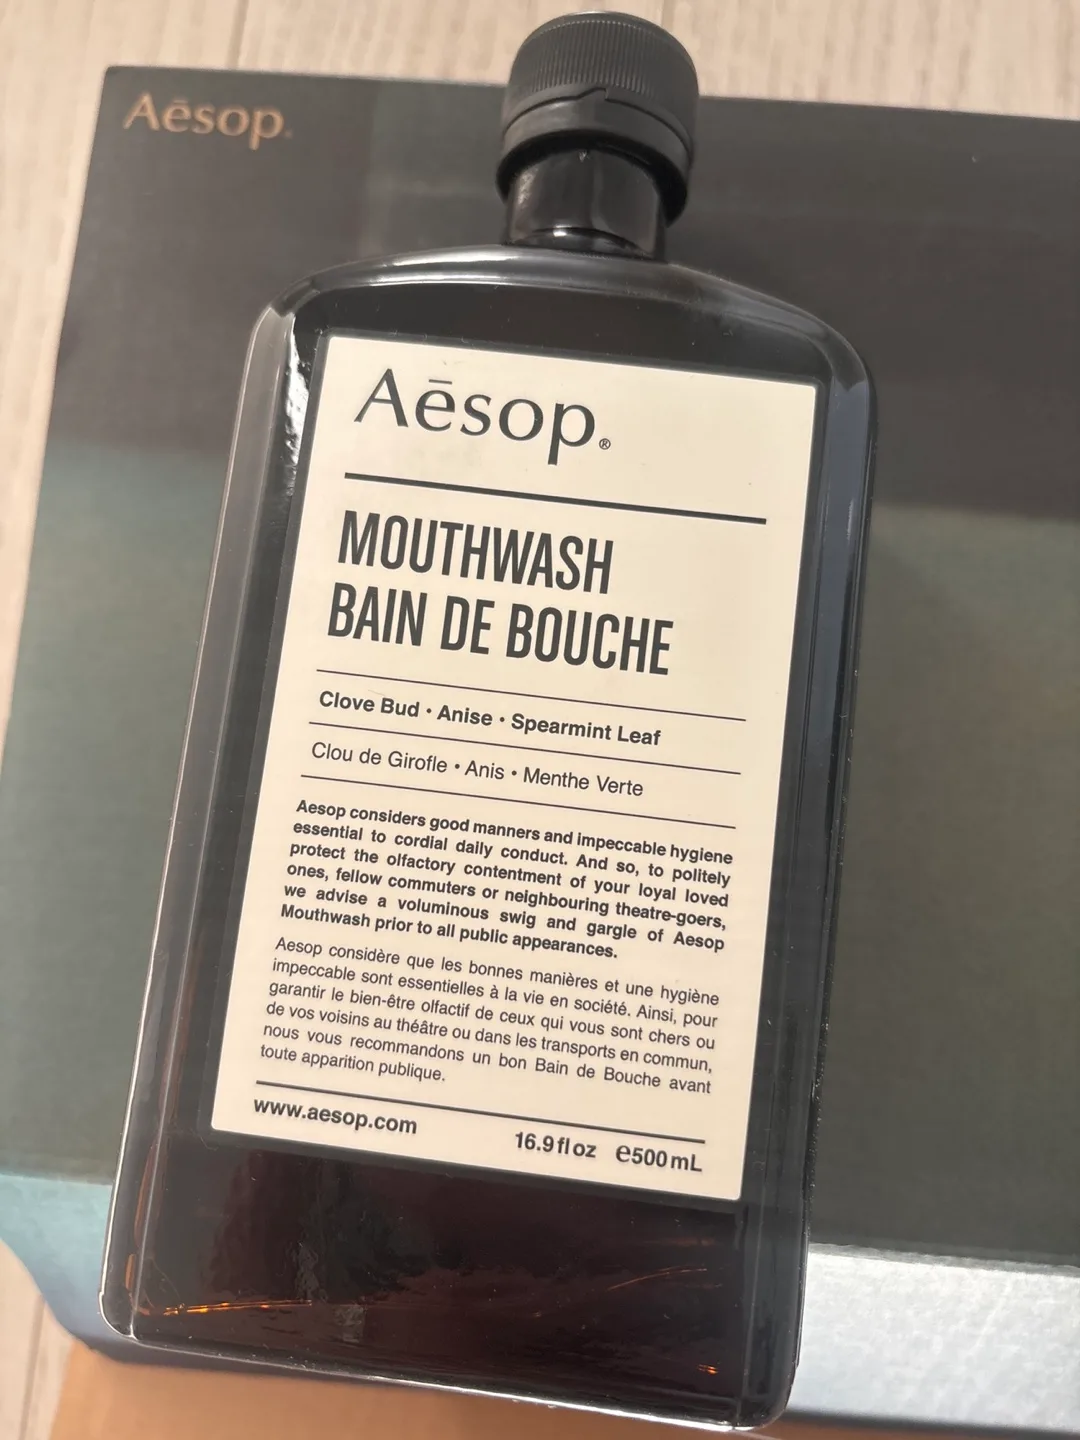 Aēsop.
Aēsop.®
MOUTHWASH
BAIN DE BOUCHE
Clove Bud • Anise • Spearmint Leaf
Clou de Girofle • Anis • Menthe Verte
Aesop considers good manners and impeccable hygiene
essential to cordial daily conduct. And so, to politely
protect the olfactory contentment of your loyal loved
ones, fellow commuters or neighbouring theatre-goers,
we advise a voluminous swig and gargle of Aesop
Mouthwash prior to all public appearances.
Aesop considère que les bonnes manières et une hygiène
impeccable sont essentielles à la vie en société. Ainsi, pour
garantir le bien-être olfactif de ceux qui vous sont chers ou
de vos voisins au théâtre ou dans les transports en commun,
nous vous recommandons un bon Bain de Bouche avant
toute apparition publique.
www.aesop.com
16.9 fl oz ℮500 mL